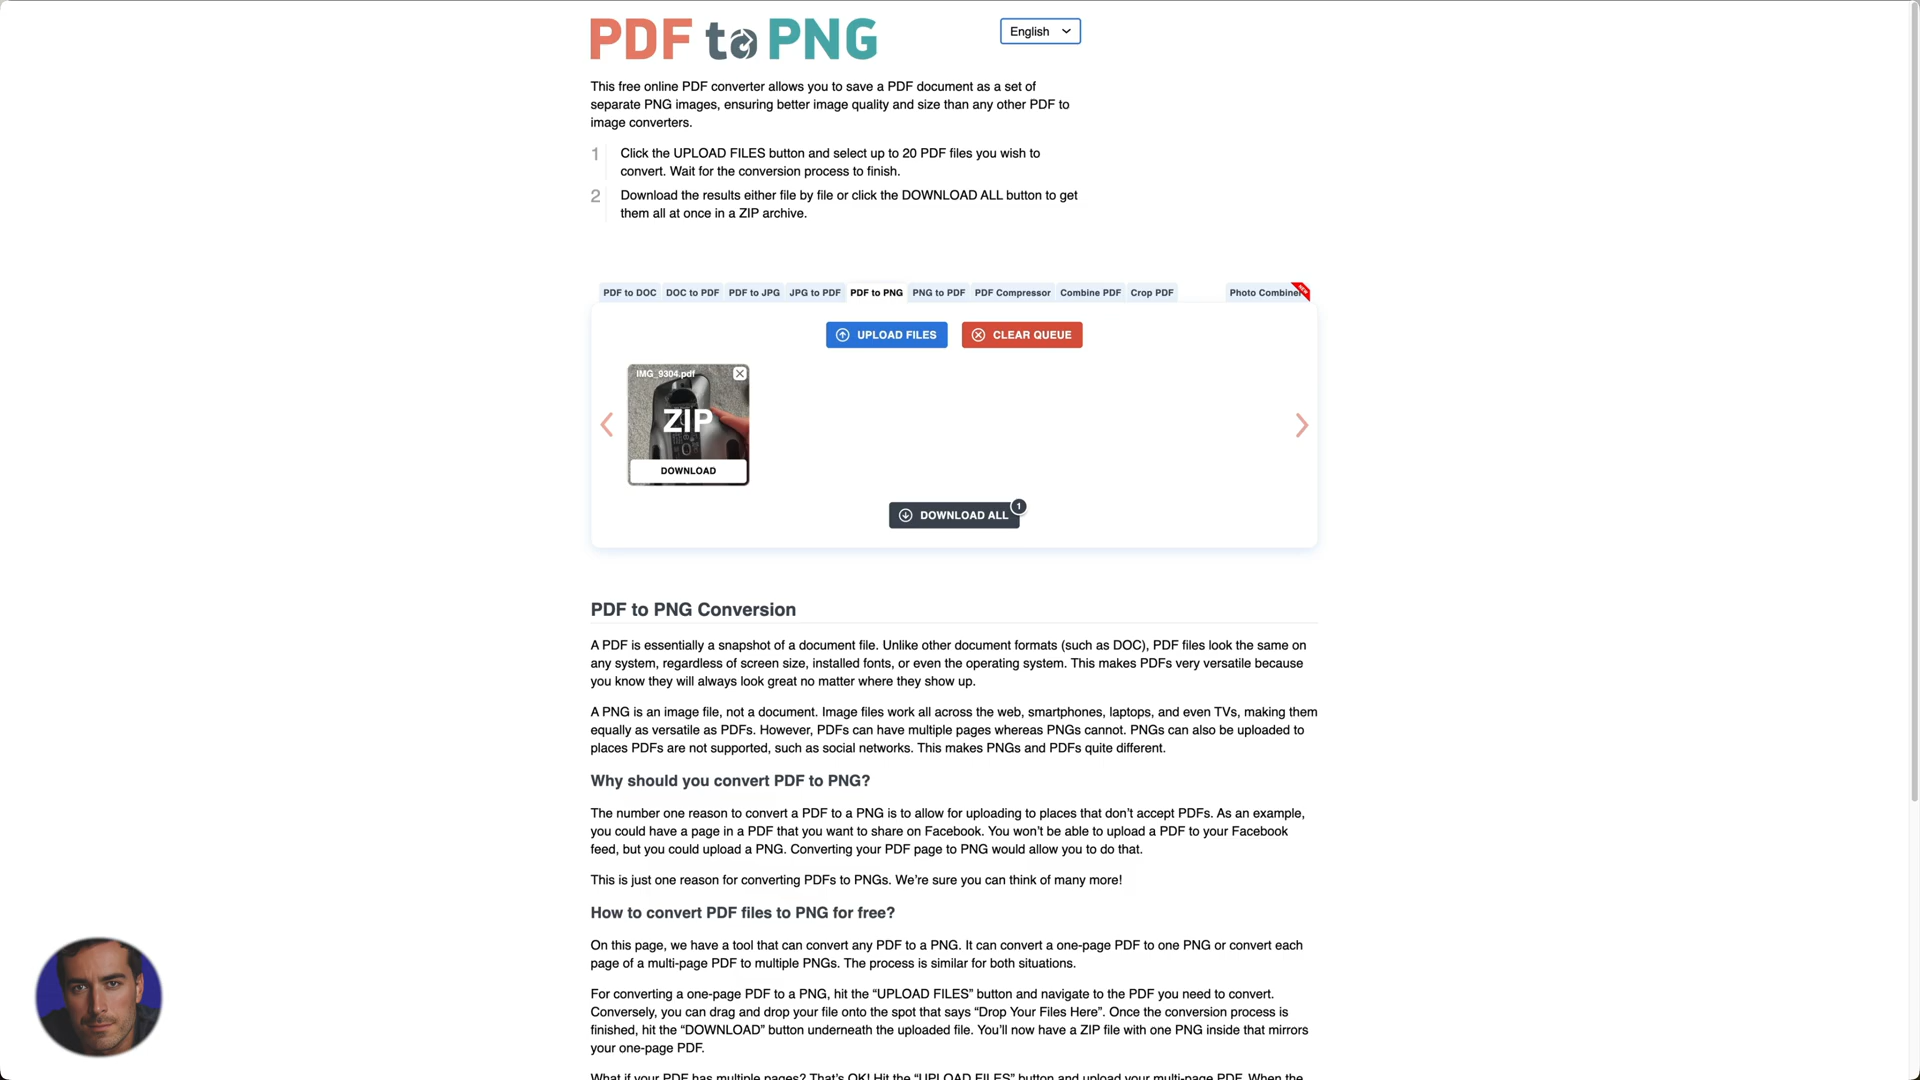 PDF to PNG
English
This free online PDF converter allows you to save a PDF document as a set of
separate PNG images, ensuring better image quality and size than any other PDF to
image converters.
1 Click the UPLOAD FILES button and select up to 20 PDF files you wish to
convert. Wait for the conversion process to finish.
2 Download the results either file by file or click the DOWNLOAD ALL button to get
them all at once in a ZIP archive.
PDF to DOC DOC to PDF PDF to JPG JPG to PDF PDF to PNG PNG to PDF PDF Compressor Combine PDF Crop PDF Photo Combiner
UPLOAD FILES CLEAR QUEUE
IMG_9304.pdf
ZIP
DOWNLOAD
DOWNLOAD ALL 1
PDF to PNG Conversion
A PDF is essentially a snapshot of a document file. Unlike other document formats (such as DOC), PDF files look the same on
any system, regardless of screen size, installed fonts, or even the operating system. This makes PDFs very versatile because
you know they will always look great no matter where they show up.
A PNG is an image file, not a document. Image files work all across the web, smartphones, laptops, and even TVs, making them
equally as versatile as PDFs. However, PDFs can have multiple pages whereas PNGs cannot. PNGs can also be uploaded to
places PDFs are not supported, such as social networks. This makes PNGs and PDFs quite different.
Why should you convert PDF to PNG?
The number one reason to convert a PDF to a PNG is to allow for uploading to places that don’t accept PDFs. As an example,
you could have a page in a PDF that you want to share on Facebook. You won’t be able to upload a PDF to your Facebook
feed, but you could upload a PNG. Converting your PDF page to PNG would allow you to do that.
This is just one reason for converting PDFs to PNGs. We’re sure you can think of many more!
How to convert PDF files to PNG for free?
On this page, we have a tool that can convert any PDF to a PNG. It can convert a one-page PDF to one PNG or convert each
page of a multi-page PDF to multiple PNGs. The process is similar for both situations.
For converting a one-page PDF to a PNG, hit the “UPLOAD FILES” button and navigate to the PDF you need to convert.
Conversely, you can drag and drop your file onto the spot that says “Drop Your Files Here”. Once the conversion process is
finished, hit the “DOWNLOAD” button underneath the uploaded file. You’ll now have a ZIP file with one PNG inside that mirrors
your one-page PDF.
What if your PDF has multiple pages? That’s OK! Hit the “UPLOAD FILES” button and upload your multi-page PDF. When the